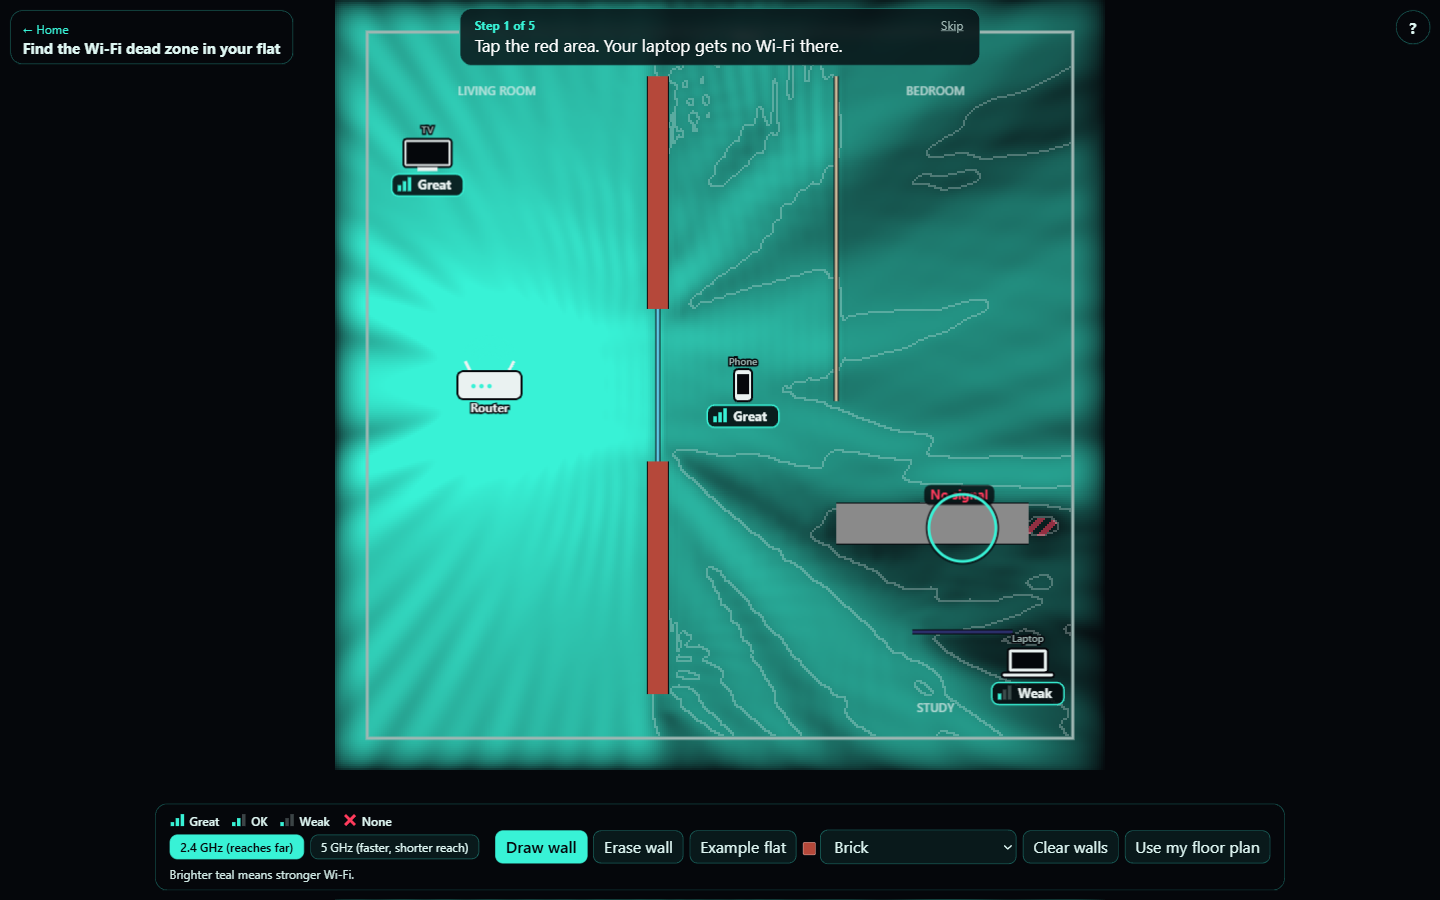 ← Home
Find the Wi-Fi dead zone in your flat
Step 1 of 5
Skip
Tap the red area. Your laptop gets no Wi-Fi there.
?
LIVING ROOM
BEDROOM
TV
Great
Phone
Great
Router
No signal
Laptop
Weak
STUDY
Great
OK
Weak
None
2.4 GHz (reaches far)
5 GHz (faster, shorter reach)
Draw wall
Erase wall
Example flat
Brick
Clear walls
Use my floor plan
Brighter teal means stronger Wi-Fi.